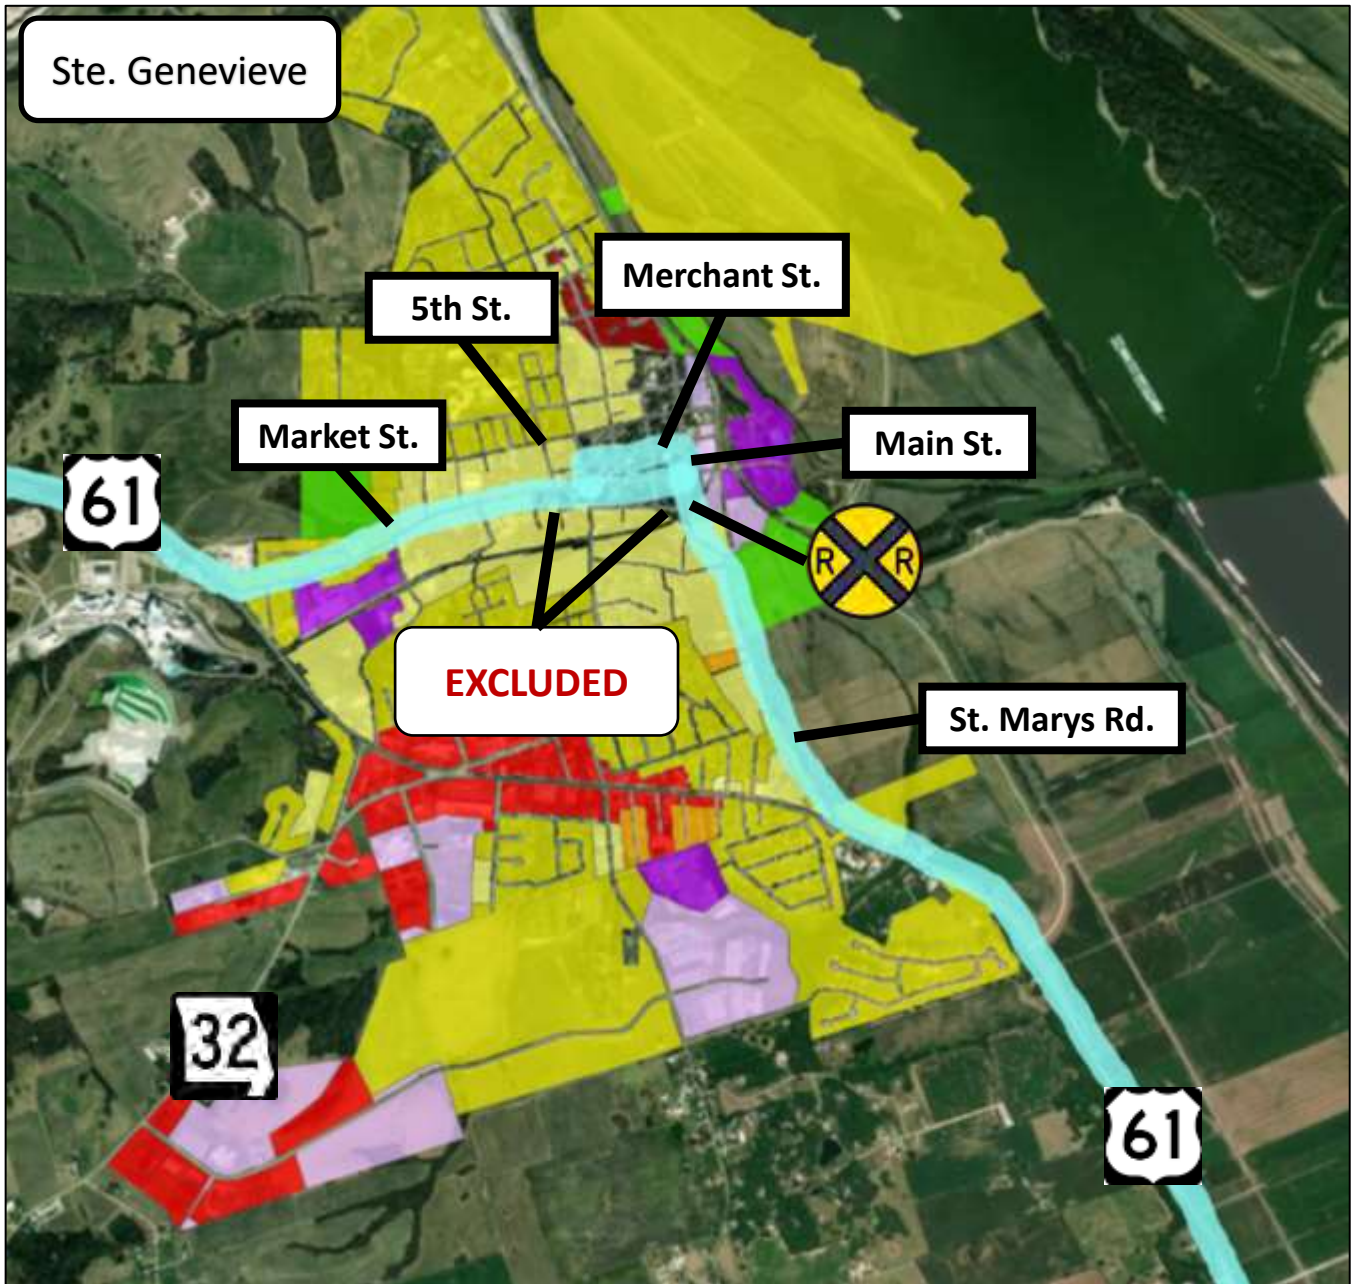 Ste. Genevieve
Merchant St.
5th St.
Market St.
Main St.
61
R R
EXCLUDED
St. Marys Rd.
32
61